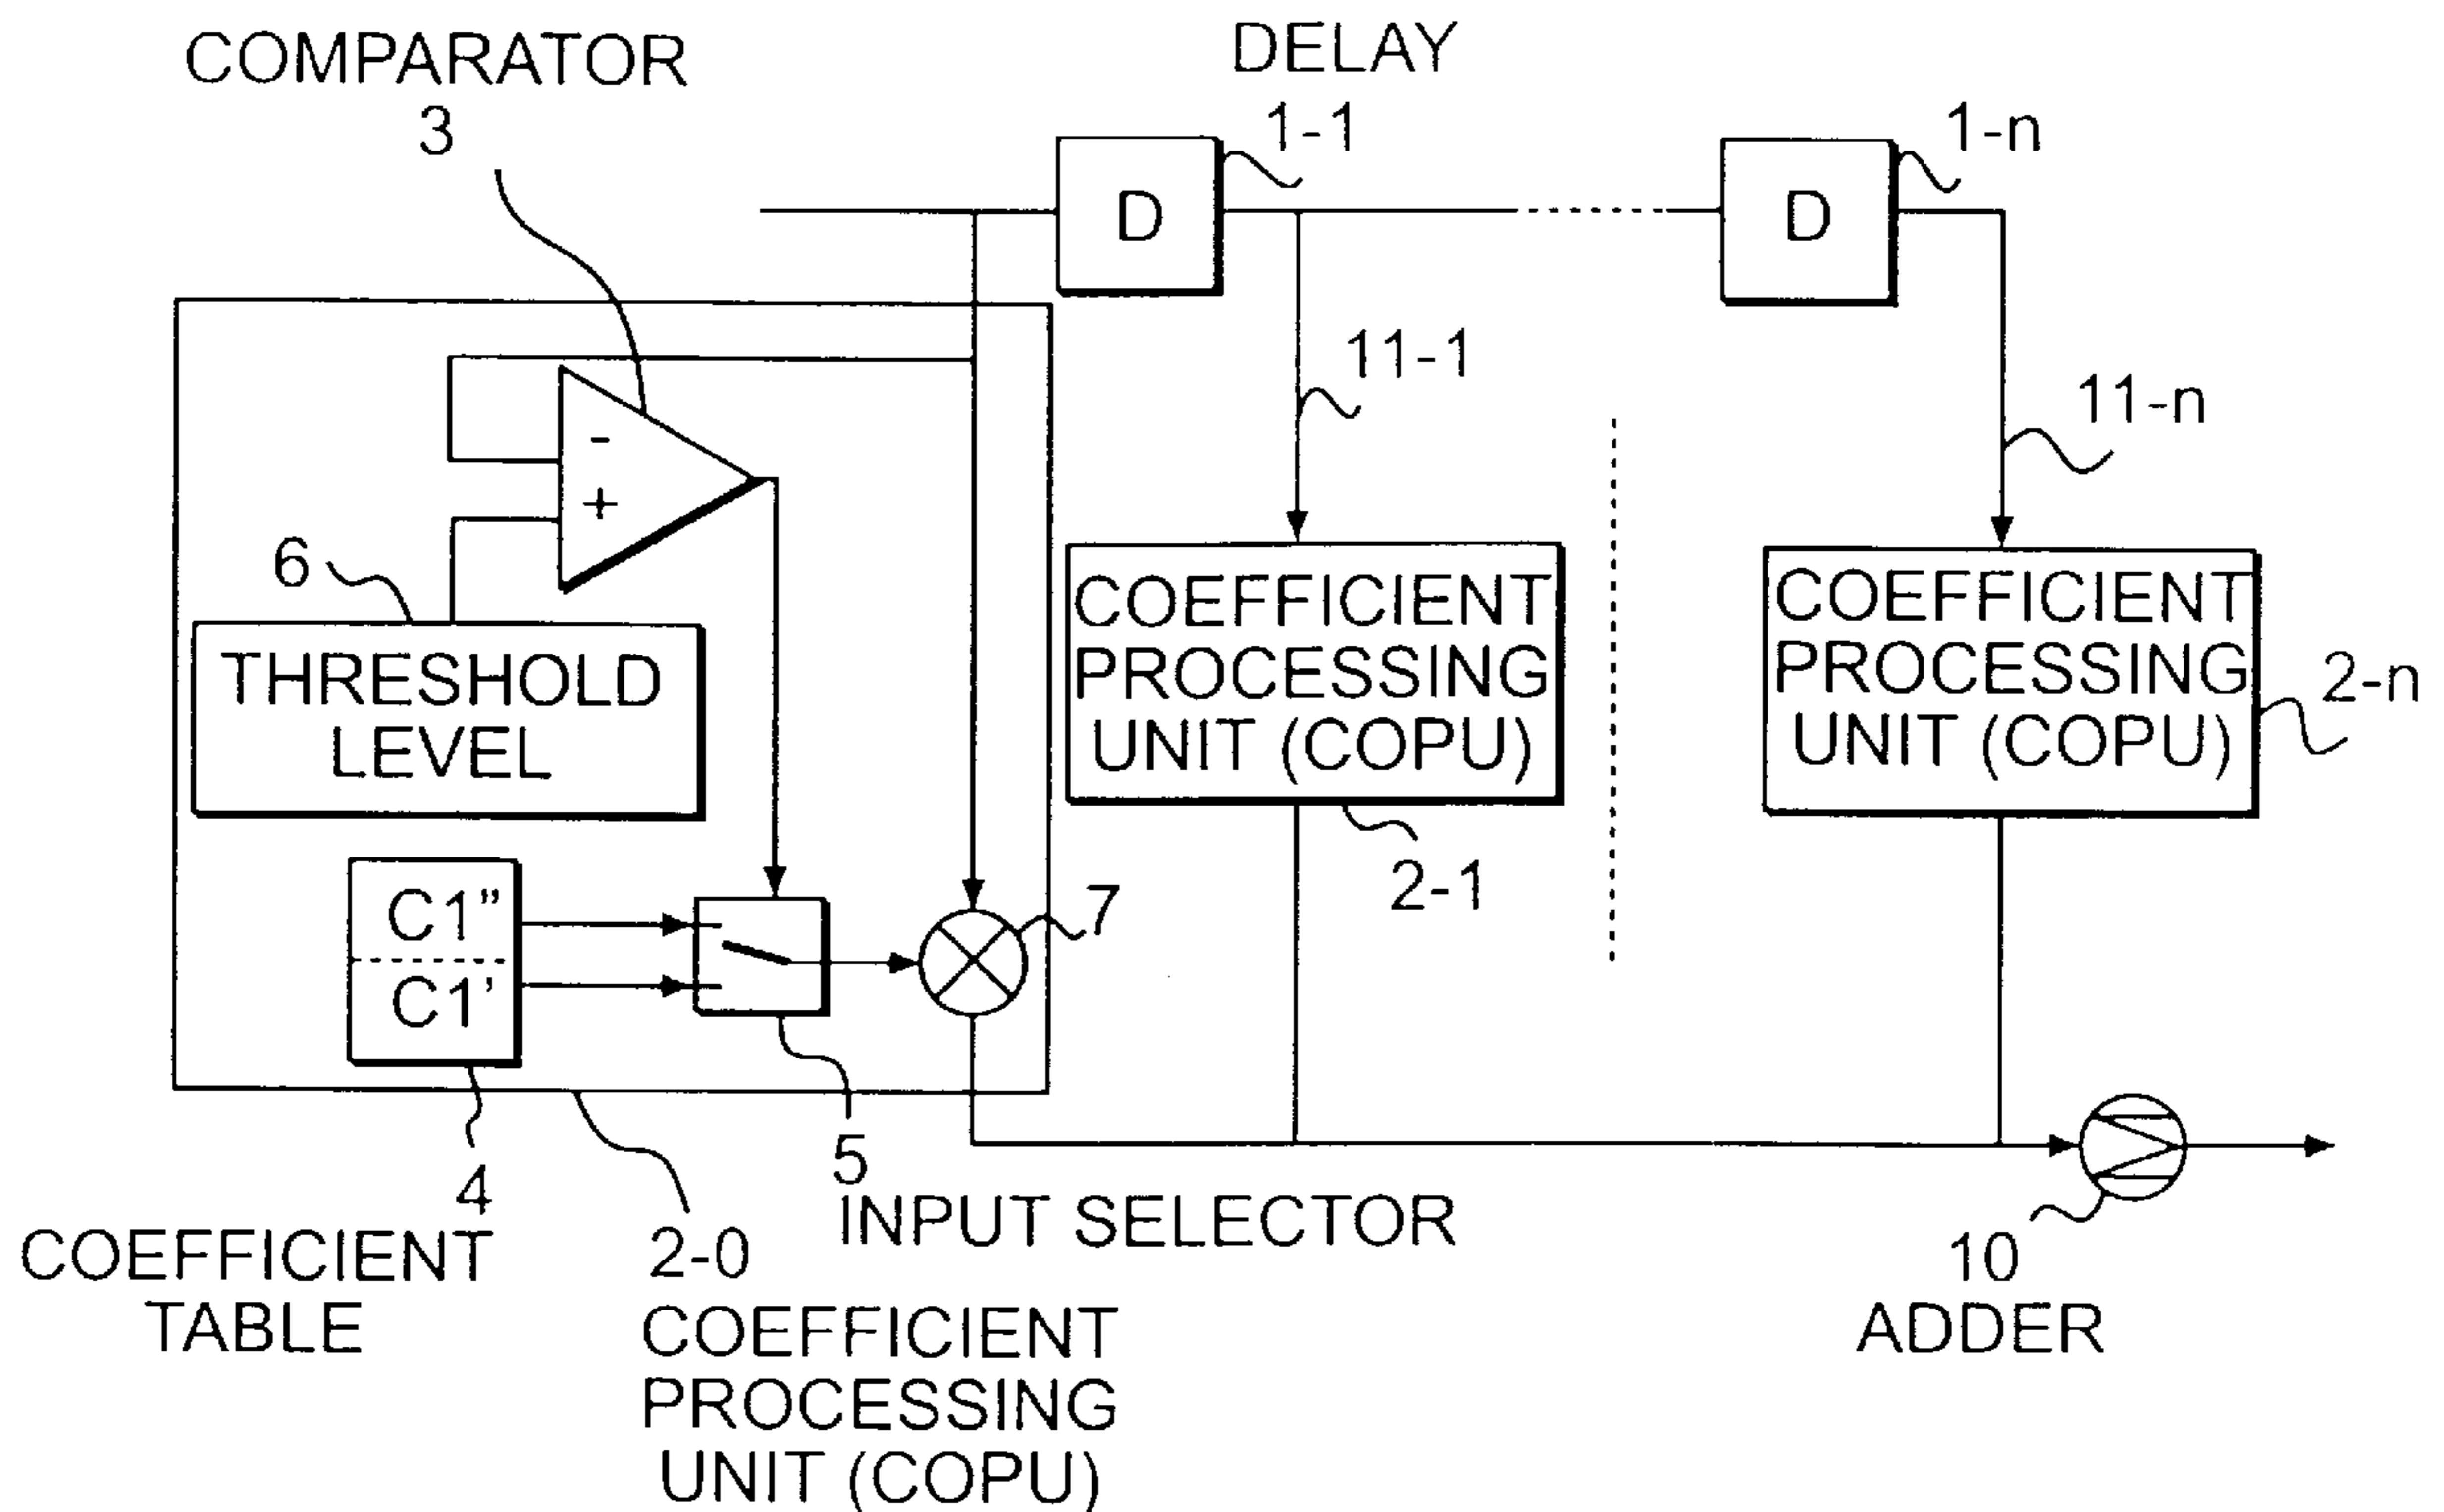 COMPARATOR
3
DELAY
1-1
1-n
D
D
11-1
11-n
-
+
6
THRESHOLD
LEVEL
COEFFICIENT
PROCESSING
UNIT (COPU)
2-1
COEFFICIENT
PROCESSING
UNIT (COPU)
2-n
C1”
C1’
7
4
COEFFICIENT
TABLE
5
INPUT SELECTOR
2-0
COEFFICIENT
PROCESSING
UNIT (COPU)
10
ADDER